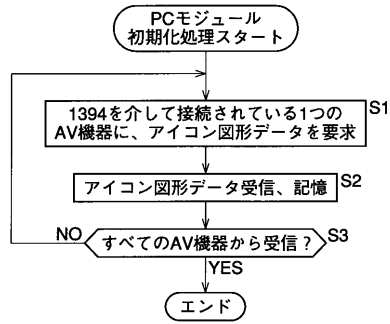 PCモジュール
初期化処理スタート
1394を介して接続されている1つの
AV機器に、アイコン図形データを要求
S1
アイコン図形データ受信、記憶
S2
すべてのAV機器から受信？
S3
NO
YES
エンド